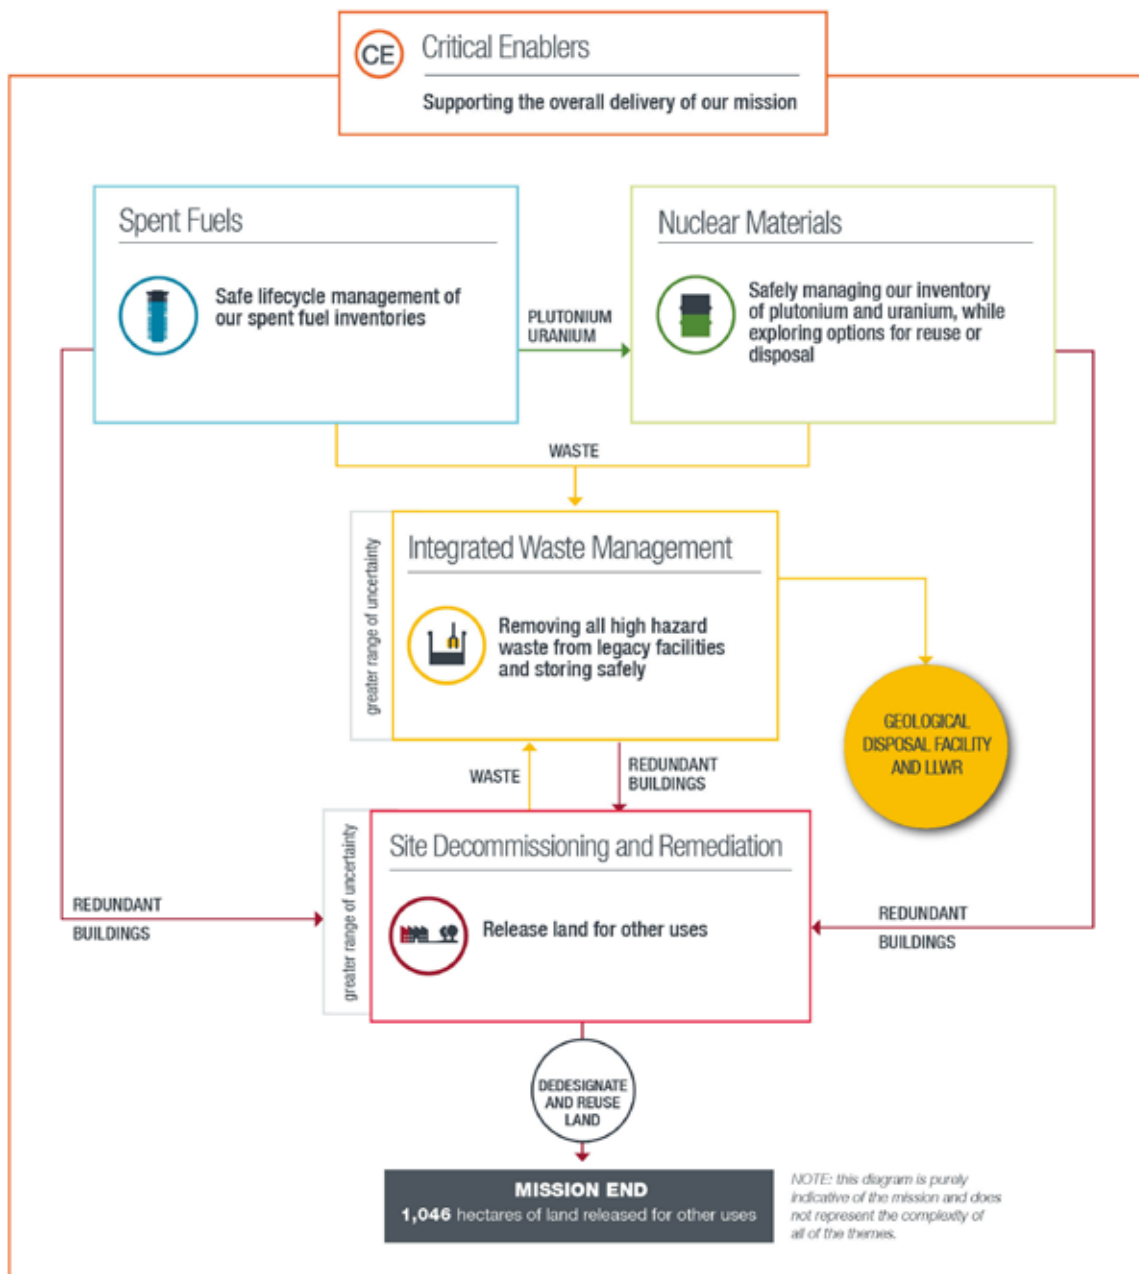 CE
Critical Enablers
Supporting the overall delivery of our mission
Spent Fuels
Safe lifecycle management of
our spent fuel inventories
PLUTONIUM
URANIUM
Nuclear Materials
Safely managing our inventory
of plutonium and uranium, while
exploring options for reuse or
disposal
WASTE
greater range of uncertainty
Integrated Waste Management
Removing all high hazard
waste from legacy facilities
and storing safely
GEOLOGICAL
DISPOSAL FACILITY
AND LLWR
WASTE
REDUNDANT
BUILDINGS
greater range of uncertainty
Site Decommissioning and Remediation
Release land for other uses
REDUNDANT
BUILDINGS
REDUNDANT
BUILDINGS
DEDESIGNATE
AND REUSE
LAND
MISSION END
1,046 hectares of land released for other uses
NOTE: this diagram is purely
indicative of the mission and does
not represent the complexity of
all of the themes.